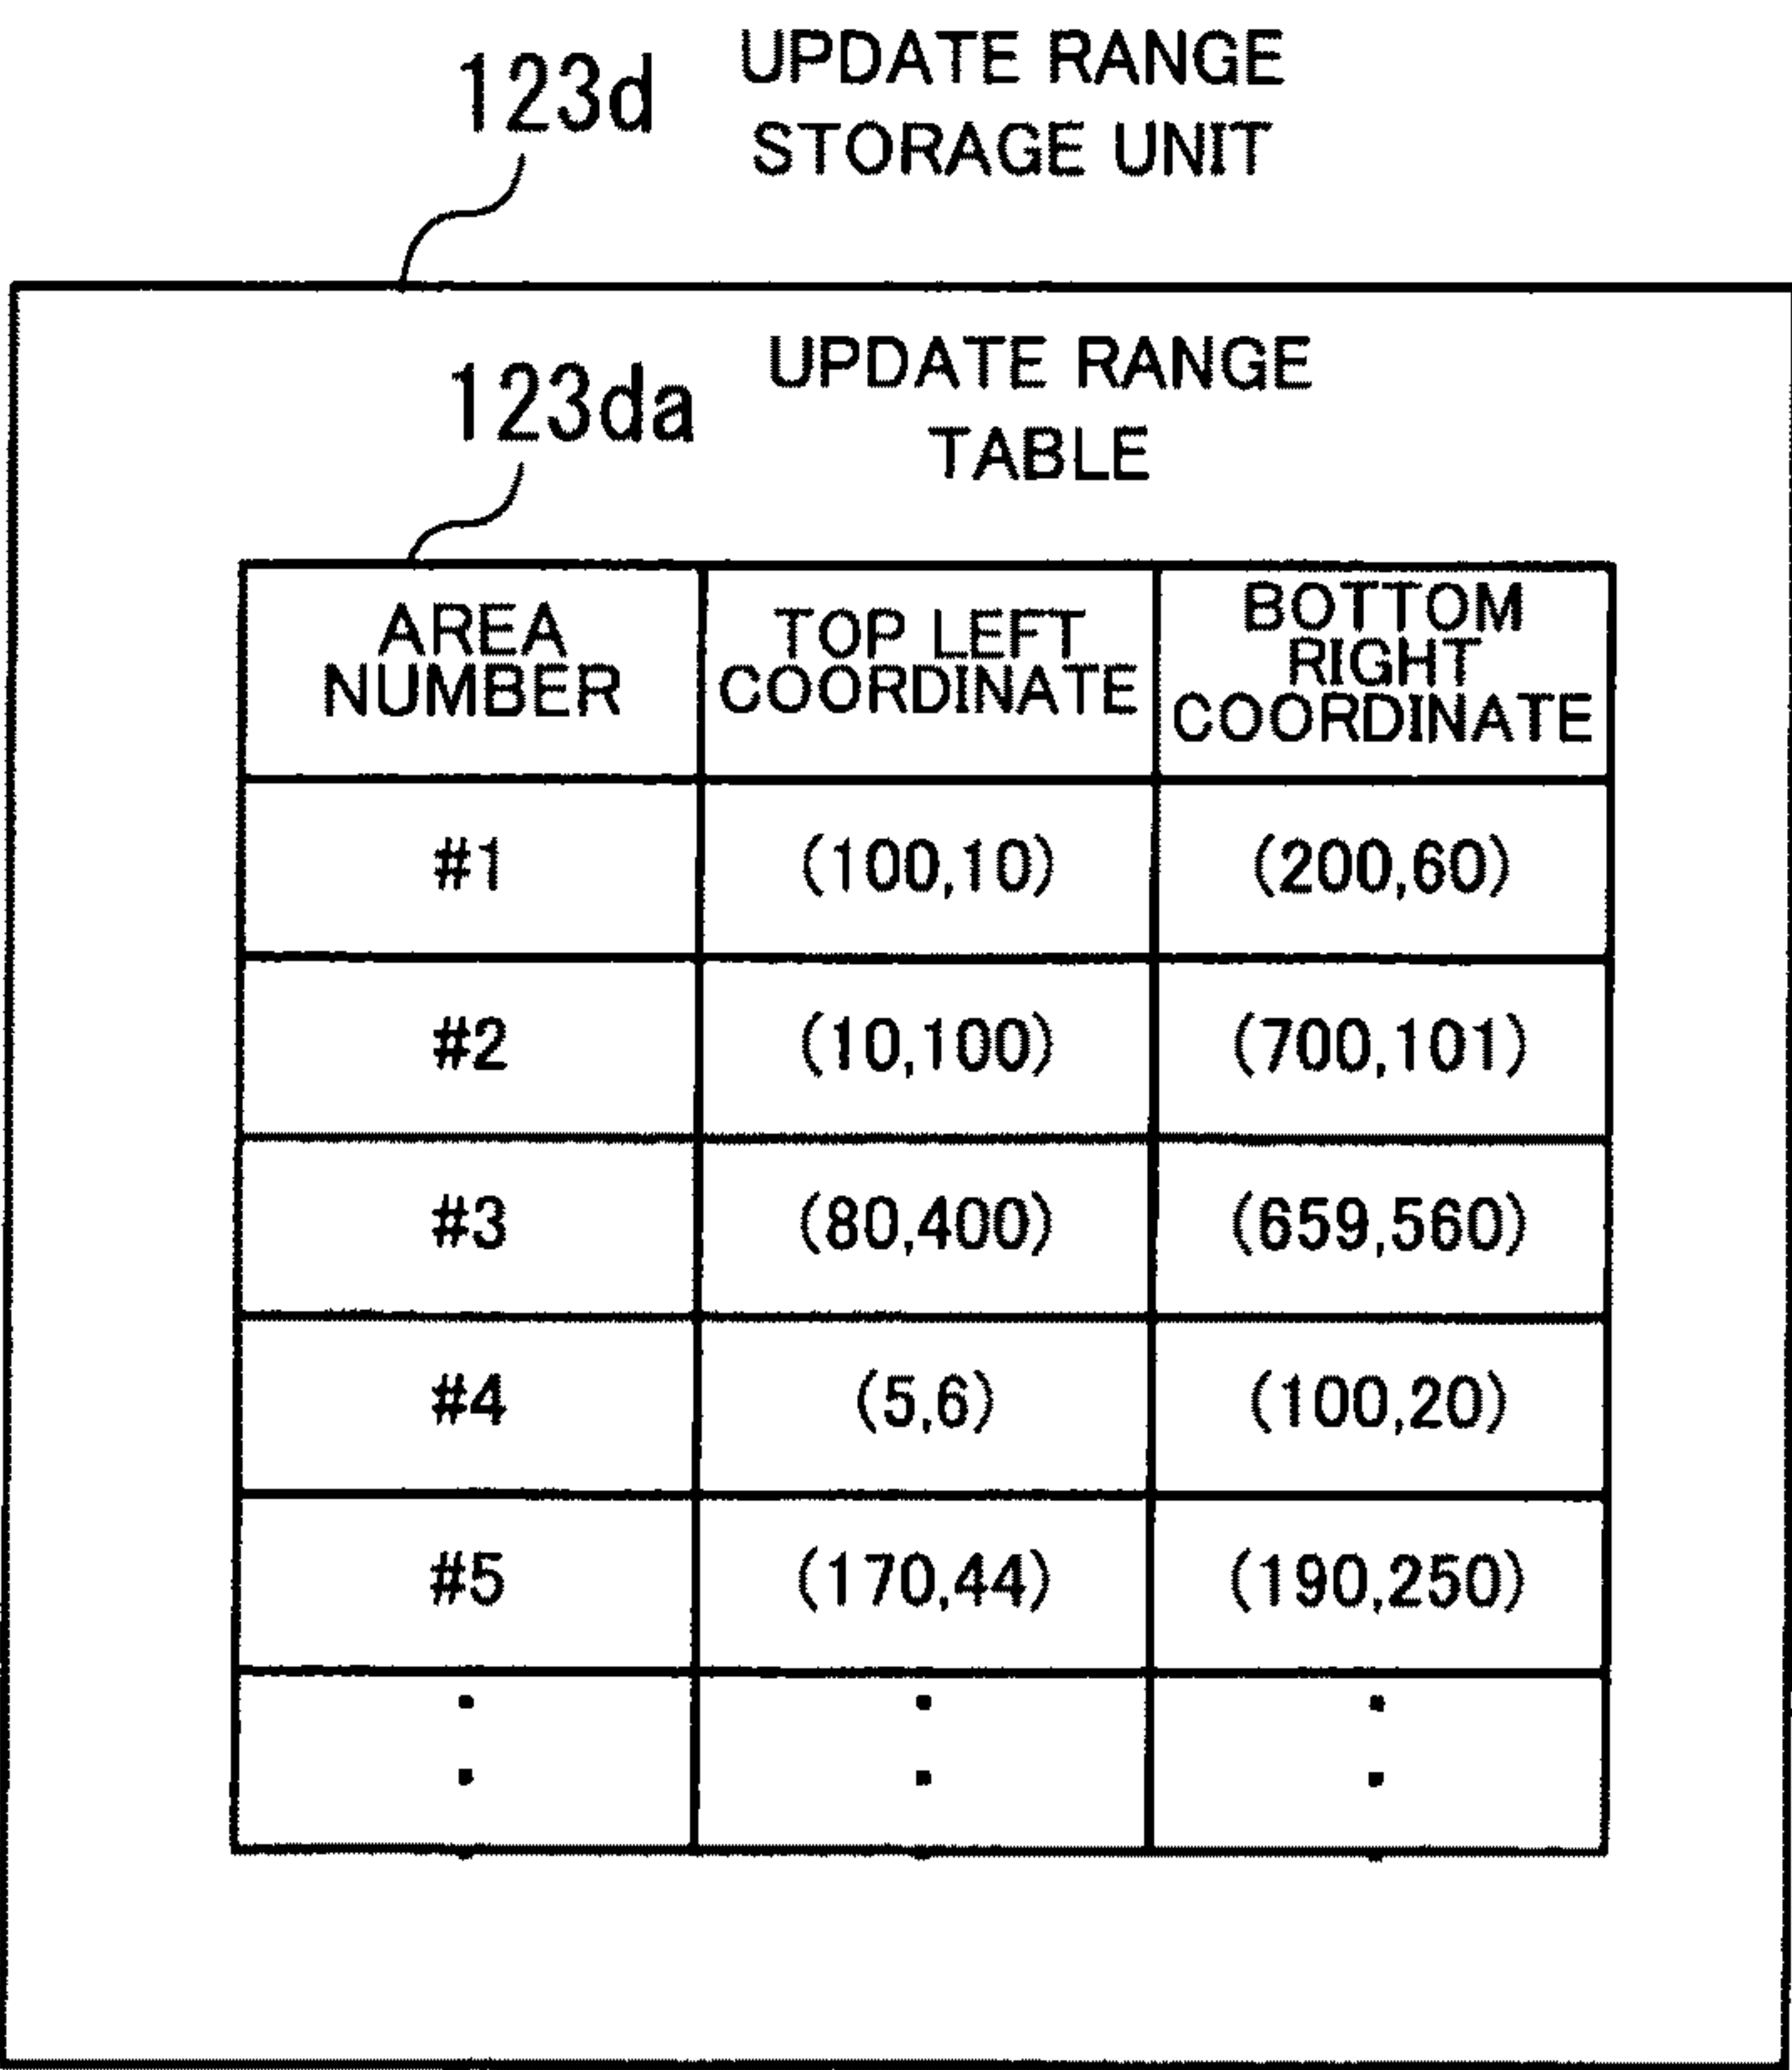 123d
UPDATE RANGE
STORAGE UNIT
123da
UPDATE RANGE
TABLE
AREA
NUMBER
TOP LEFT
COORDINATE
BOTTOM
RIGHT
COORDINATE
#1 (100,10) (200,60)
#2 (10,100) (700,101)
#3 (80,400) (659,560)
#4 (5,6) (100,20)
#5 (170,44) (190,250)